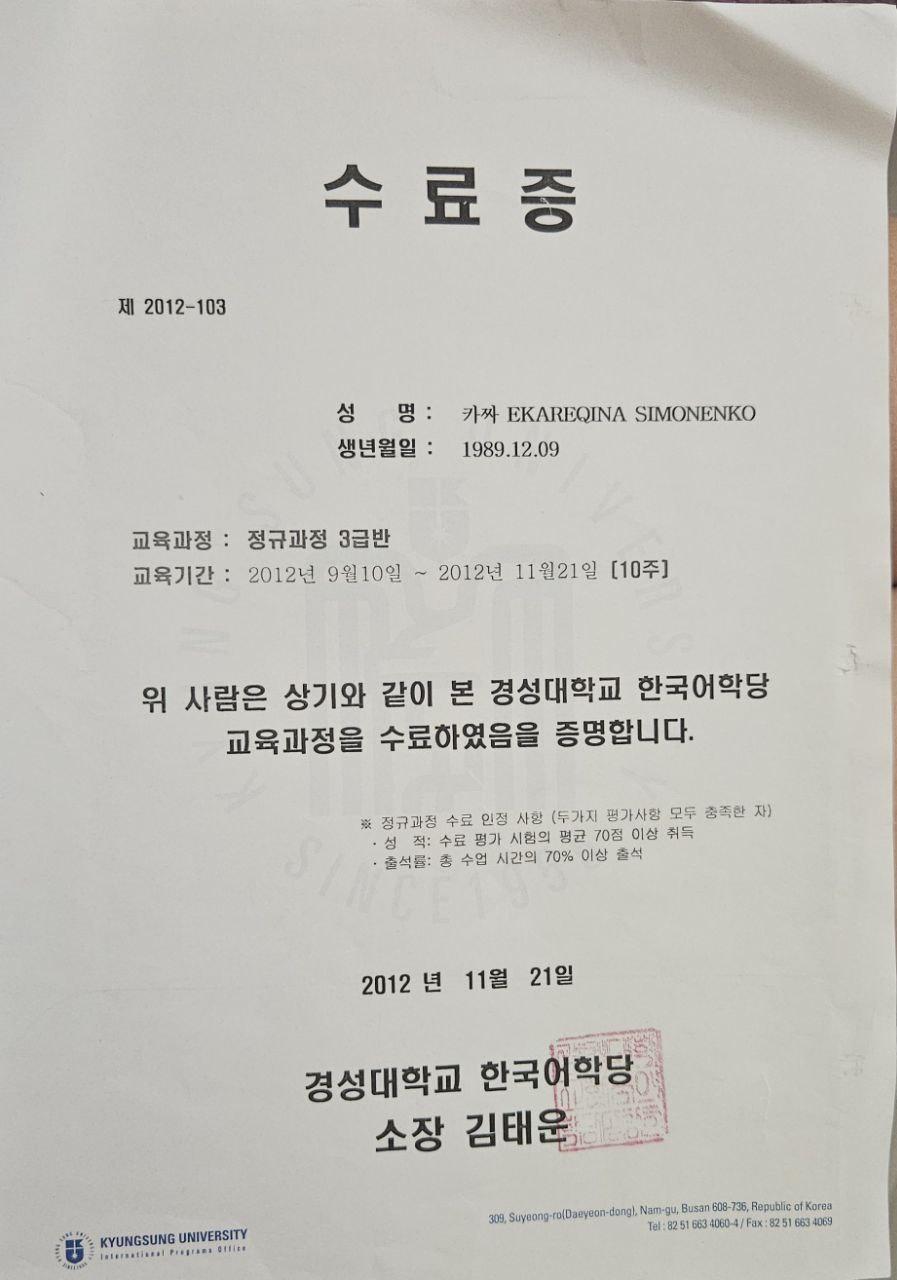 수료증
제 2012-103
성 명 : 카짜 EKAREQINA SIMONENKO
생년월일 : 1989.12.09
교육과정 : 정규과정 3급반
교육기간 : 2012년 9월10일 ~ 2012년 11월21일 [10주]
위 사람은 상기와 같이 본 경성대학교 한국어학당
교육과정을 수료하였음을 증명합니다.
※ 정규과정 수료 인정 사항 (두가지 평가사항 모두 충족한 자)
· 성 적: 수료 평가 시험의 평균 70점 이상 취득
· 출석률: 총 수업 시간의 70% 이상 출석
2012 년 11월 21일
경성대학교 한국어학당
소장 김태운
KYUNGSUNG UNIVERSITY
International Programs Office
309, Suyeong-ro(Daeyeon-dong), Nam-gu, Busan 608-736, Republic of Korea
Tel : 82 51 663 4060-4 / Fax : 82 51 663 4069